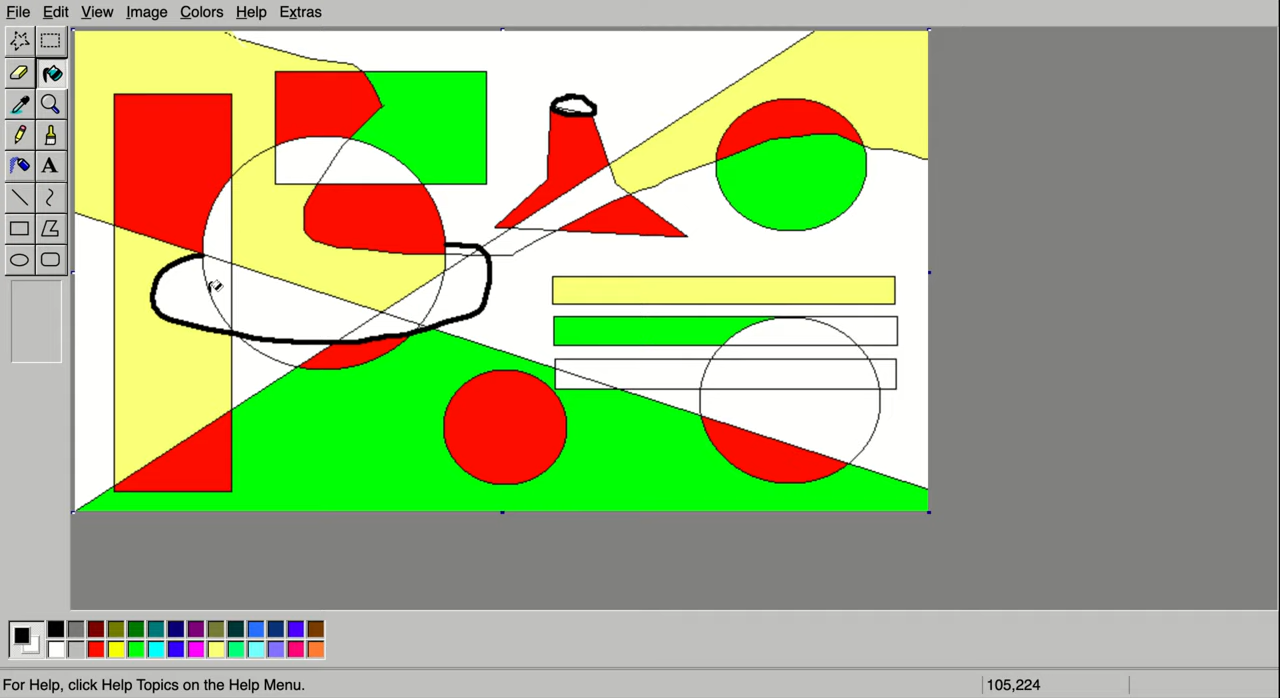 File Edit View Image Colors Help Extras
A
For Help, click Help Topics on the Help Menu. 105,224